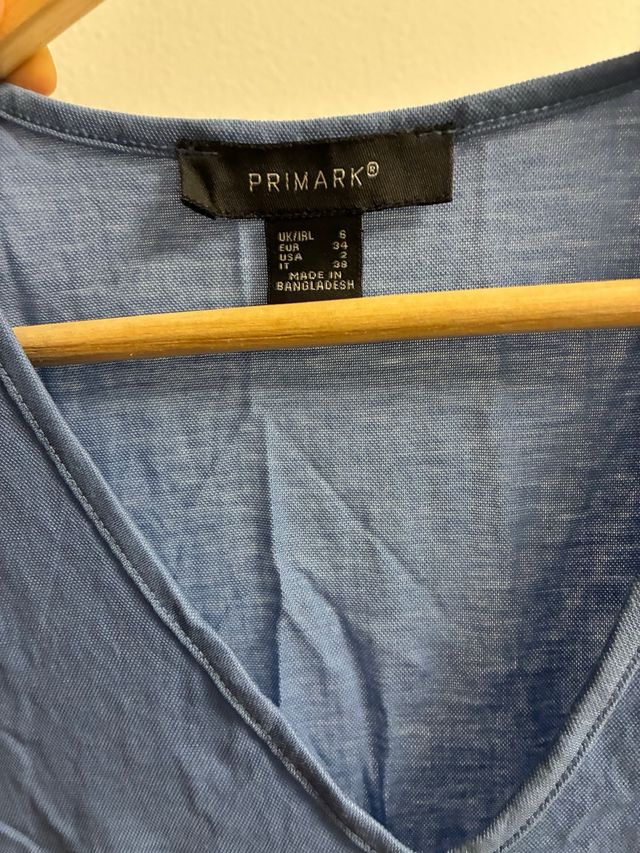 PRIMARK®
UK/IRL 6
EUR 34
USA 2
IT 38
MADE IN
BANGLADESH